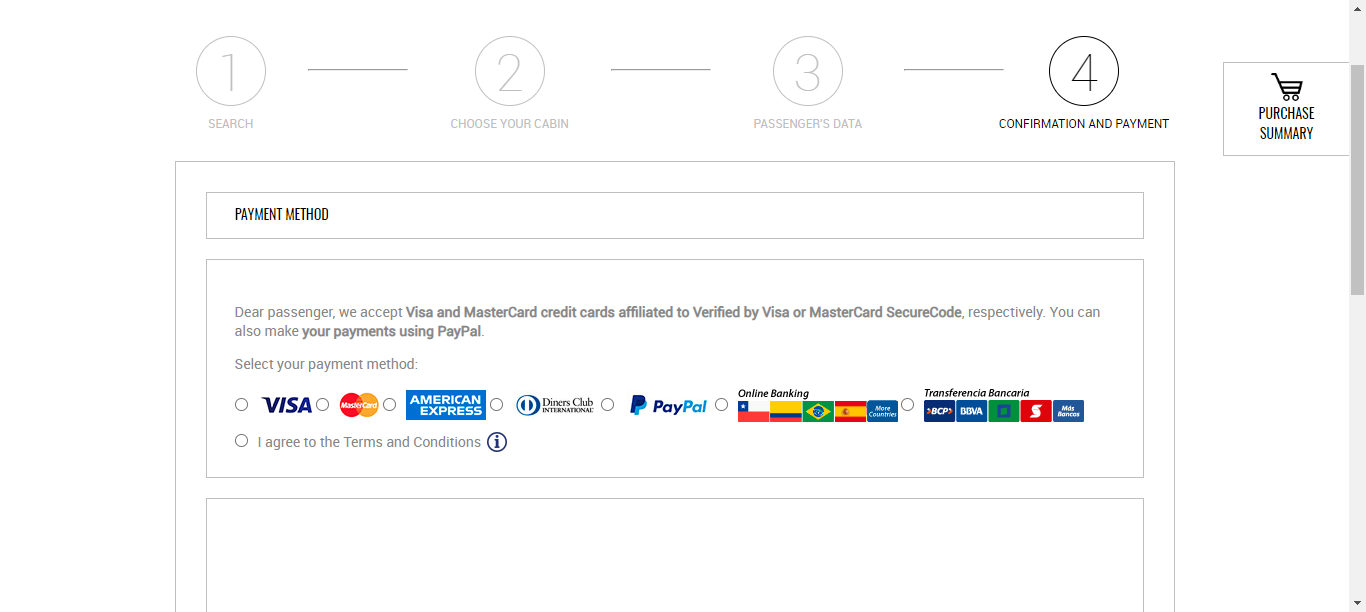 1
2
3
4
SEARCH
CHOOSE YOUR CABIN
PASSENGER'S DATA
CONFIRMATION AND PAYMENT
PURCHASE
SUMMARY
PAYMENT METHOD
Dear passenger, we accept Visa and MasterCard credit cards affiliated to Verified by Visa or MasterCard SecureCode, respectively. You can
also make your payments using PayPal.
Select your payment method:
VISA
MasterCard
AMERICAN
EXPRESS
Diners Club
INTERNATIONAL
PayPal
Online Banking
More
Countries
Transferencia Bancaria
BCP
BBVA
Más
Bancos
I agree to the Terms and Conditions